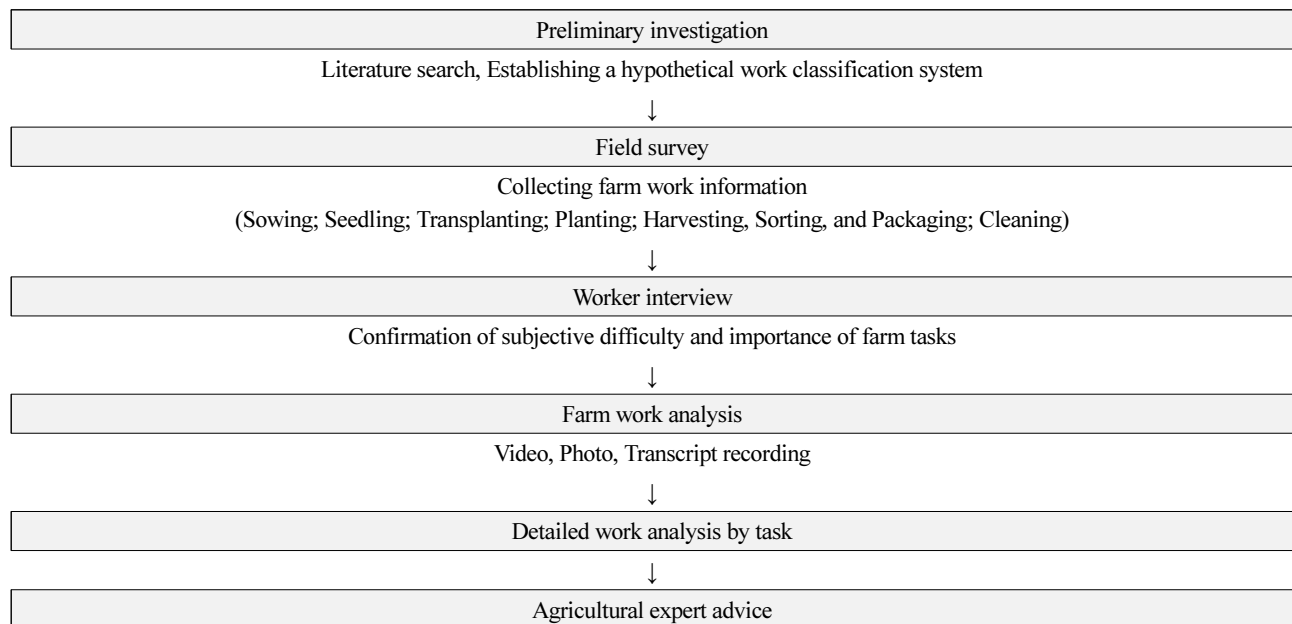 Preliminary investigation
Literature search, Establishing a hypothetical work classification system
↓
Field survey
Collecting farm work information
(Sowing; Seedling; Transplanting; Planting; Harvesting, Sorting, and Packaging; Cleaning)
↓
Worker interview
Confirmation of subjective difficulty and importance of farm tasks
↓
Farm work analysis
Video, Photo, Transcript recording
↓
Detailed work analysis by task
↓
Agricultural expert advice